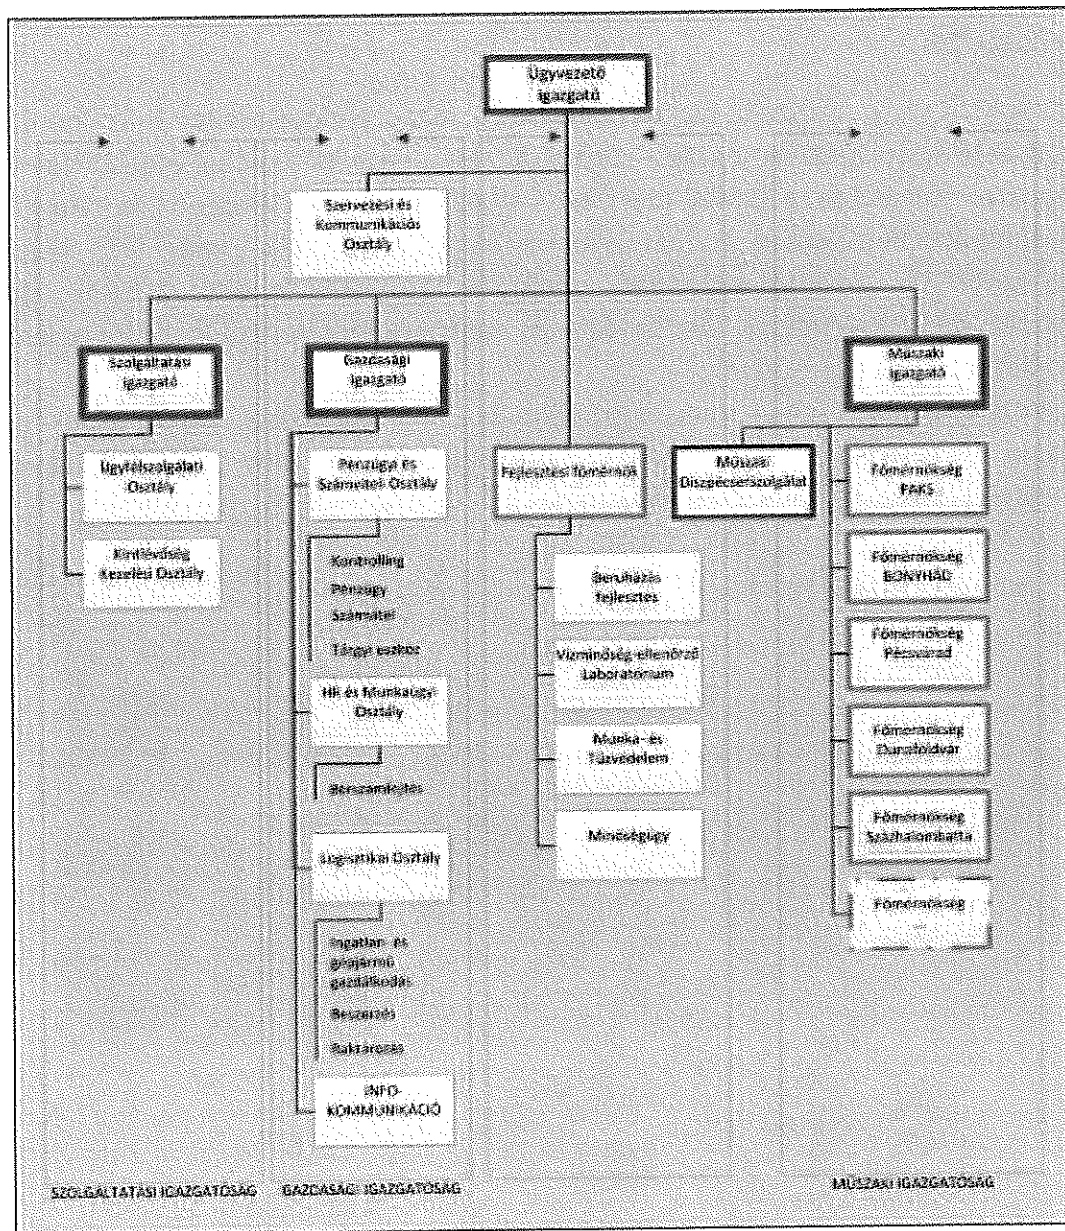 Ügyvezető
igazgató
Szervezési és
Kommunikációs
Osztály
Szolgáltatási
igazgató
Gazdasági
igazgató
Műszaki
igazgató
Ügyfélszolgálati
Osztály
Kintlévőség
Kezelési Osztály
Pénzügyi és
Számviteli Osztály
Kontrolling
Pénzügy
Számvitel
Tárgyi eszköz
HR és Munkaügyi
Osztály
Bérszámfejtés
Logisztikai Osztály
Ingatlan- és
gépjármű
gazdálkodás
Beszerzés
Raktározás
INFO-
KOMMUNIKÁCIÓ
Fejlesztési főmérnök
Beruházás
fejlesztés
Vízminőség-ellenőrző
Laboratórium
Munka- és
Tűzvédelem
Minőségügy
Műszaki
Diszpécserszolgálat
Főmérnökség
PAKS
Főmérnökség
BONYHÁD
Főmérnökség
Pécsvárad
Főmérnökség
Dunaföldvár
Főmérnökség
Százhalombatta
Főmérnökség
...
SZOLGÁLTATÁSI IGAZGATÓSÁG
GAZDASÁGI IGAZGATÓSÁG
MŰSZAKI IGAZGATÓSÁG